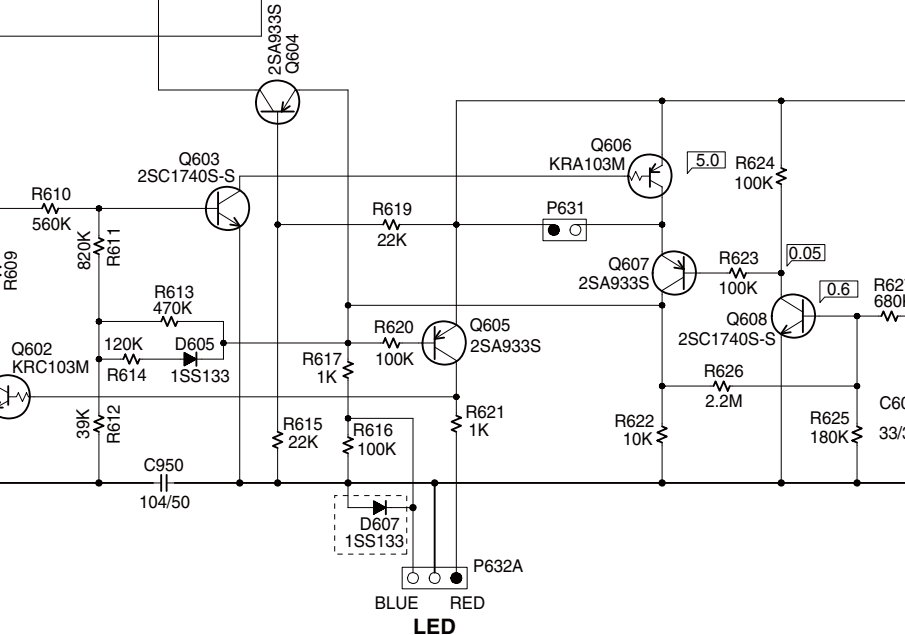 2SA933S
Q604
Q603
2SC1740S-S
R610
560K
R609
820K
R611
R613
470K
120K
R614
D605
1SS133
Q602
KRC103M
39K
R612
C950
104/50
R615
22K
R619
22K
R620
100K
Q605
2SA933S
R617
1K
R616
100K
R621
1K
D607
1SS133
P632A
BLUE
RED
LED
Q606
KRA103M
5.0
P631
R624
100K
Q607
2SA933S
R623
100K
0.05
0.6
Q608
2SC1740S-S
R626
2.2M
R622
10K
R625
180K